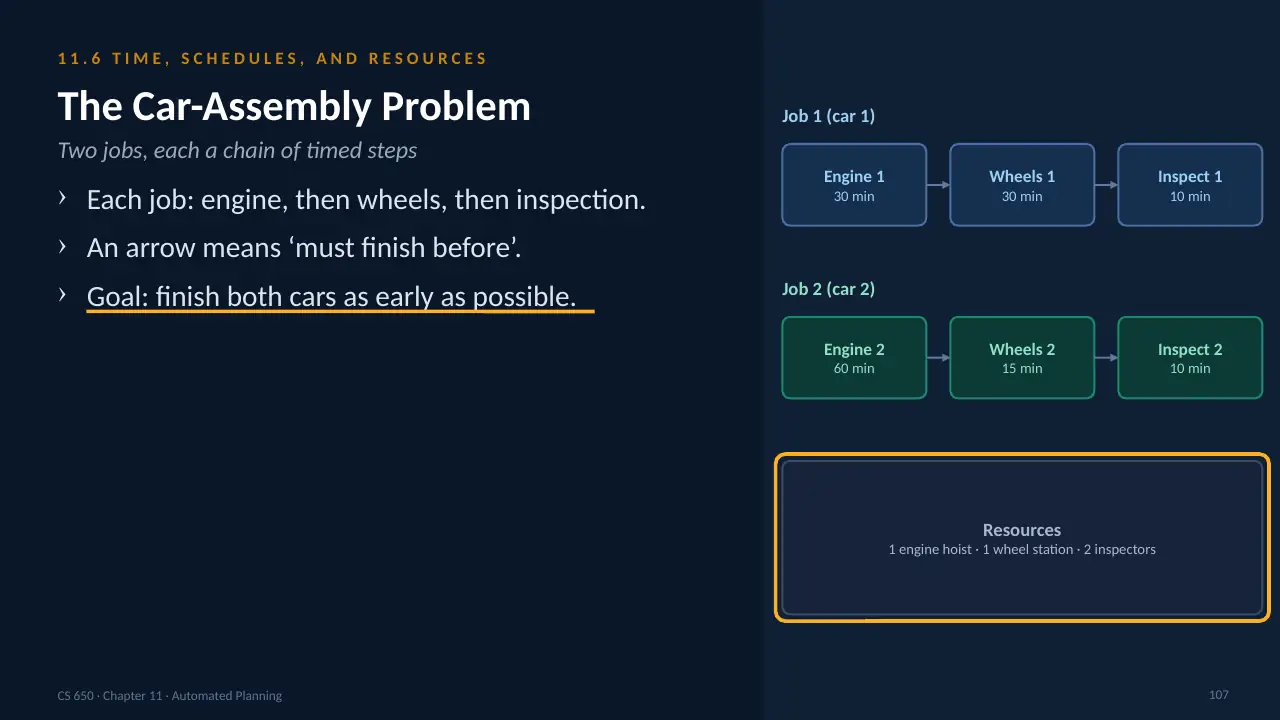 11.6 TIME, SCHEDULES, AND RESOURCES
The Car-Assembly Problem
Two jobs, each a chain of timed steps
› Each job: engine, then wheels, then inspection.
› An arrow means ‘must finish before’.
› Goal: finish both cars as early as possible.
Job 1 (car 1)
Engine 1
30 min
Wheels 1
30 min
Inspect 1
10 min
Job 2 (car 2)
Engine 2
60 min
Wheels 2
15 min
Inspect 2
10 min
Resources
1 engine hoist · 1 wheel station · 2 inspectors
CS 650 · Chapter 11 · Automated Planning
107